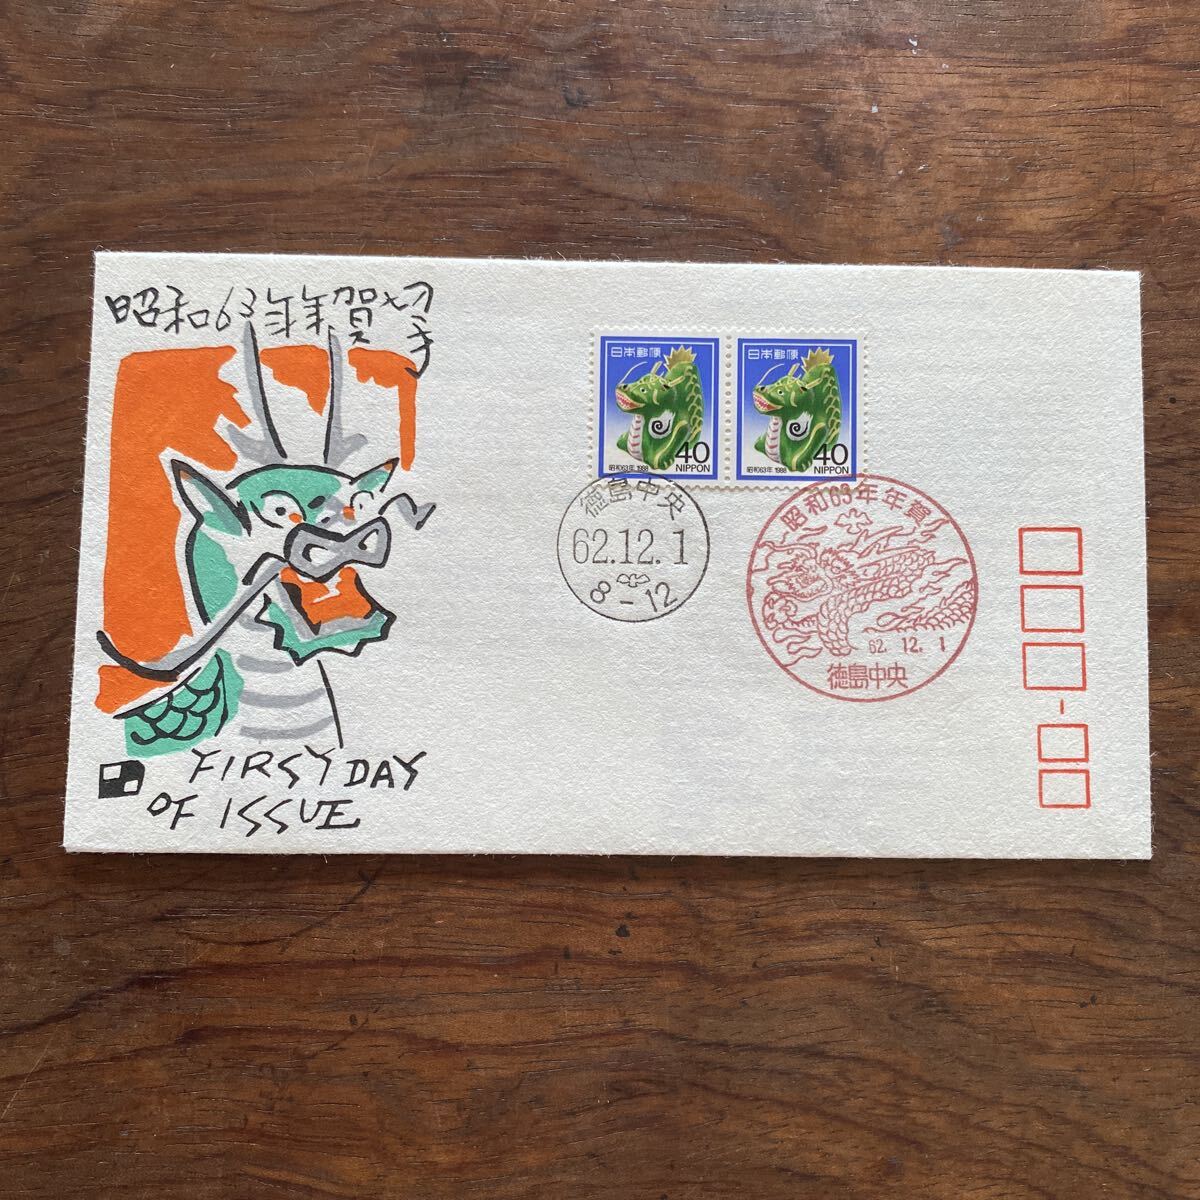 昭和63年年賀切手
FIRST DAY
OF ISSUE
日本郵便
40
昭和63年 1988
NIPPON
日本郵便
40
昭和63年 1988
NIPPON
徳島中央
62.12.1
8-12
昭和63年年賀
62. 12. 1
徳島中央